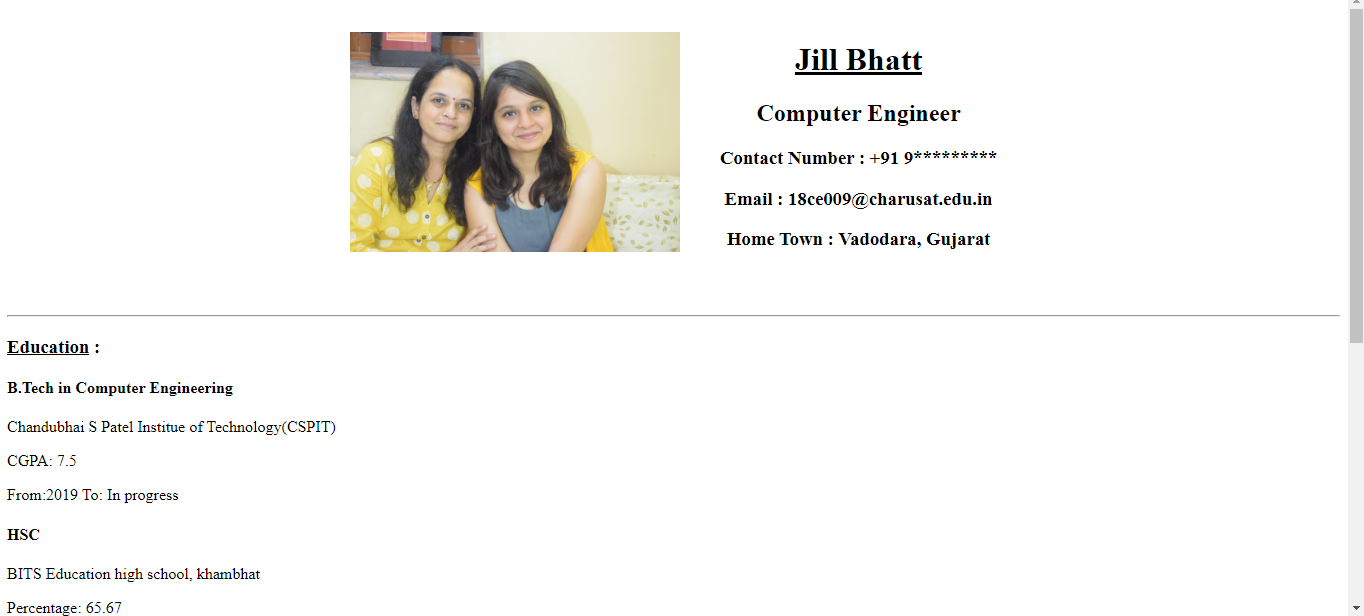 Jill Bhatt
Computer Engineer
Contact Number : +91 9*********
Email : 18ce009@charusat.edu.in
Home Town : Vadodara, Gujarat
Education :
B.Tech in Computer Engineering
Chandubhai S Patel Institue of Technology(CSPIT)
CGPA: 7.5
From:2019 To: In progress
HSC
BITS Education high school, khambhat
Percentage: 65.67